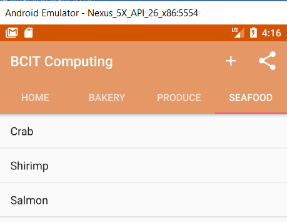 Android Emulator - Nexus_5X_API_26_x86:5554
4:16
BCIT Computing +
HOME BAKERY PRODUCE SEAFOOD
Crab
Shirimp
Salmon